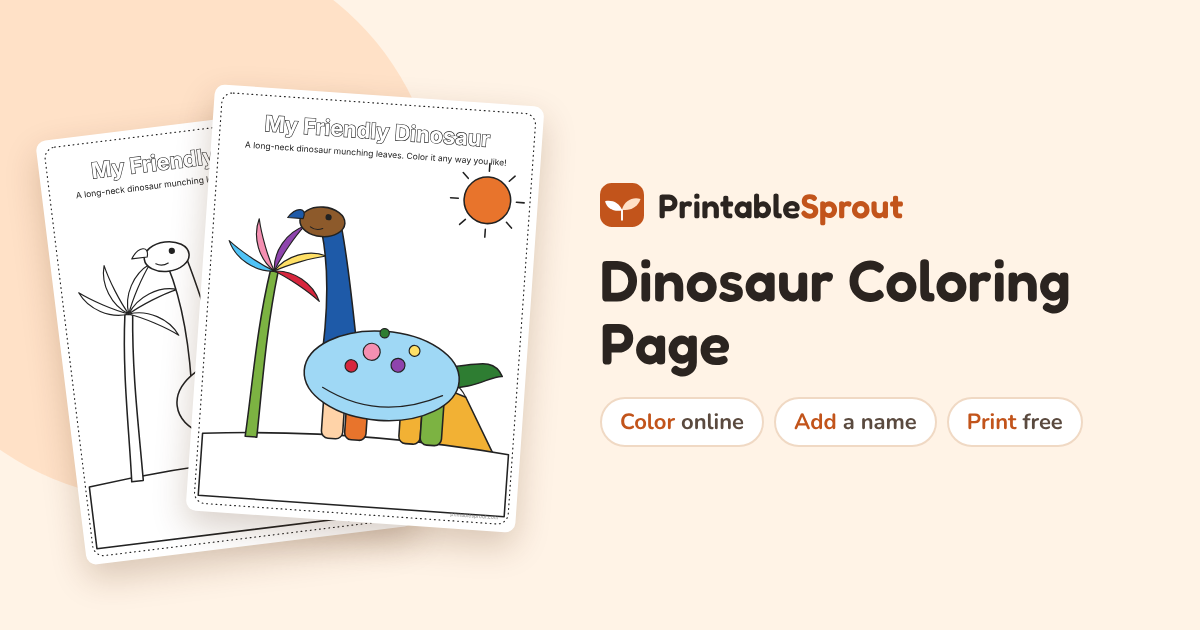 My Friendly
A long-neck dinosaur munching
My Friendly Dinosaur
A long-neck dinosaur munching leaves. Color it any way you like!
PrintableSprout
Dinosaur Coloring
Page
Color online
Add a name
Print free